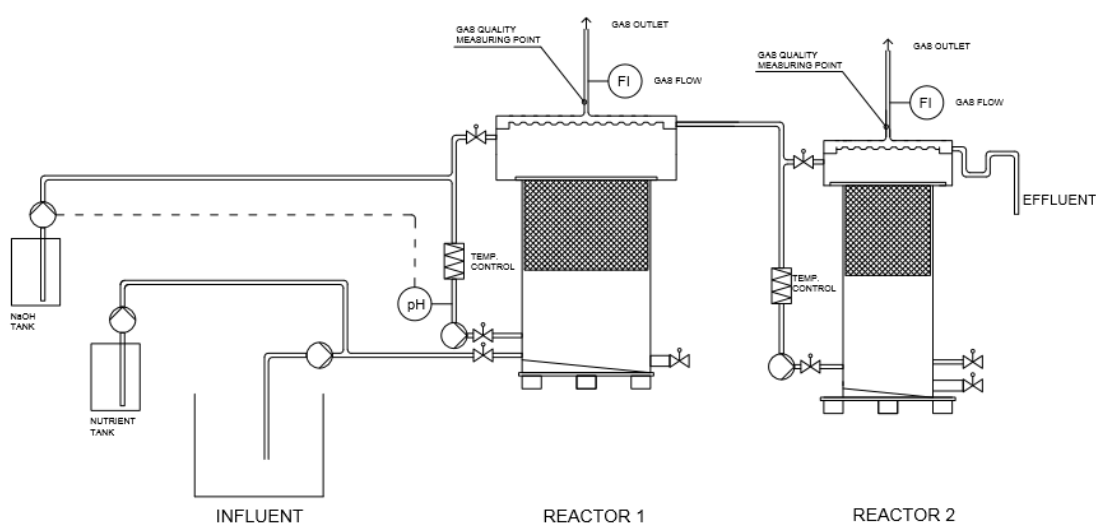 GAS QUALITY
MEASURING POINT
GAS OUTLET
FI
GAS FLOW
GAS QUALITY
MEASURING POINT
GAS OUTLET
FI
GAS FLOW
EFFLUENT
TEMP.
CONTROL
TEMP.
CONTROL
pH
NaOH
TANK
NUTRIENT
TANK
INFLUENT
REACTOR 1
REACTOR 2